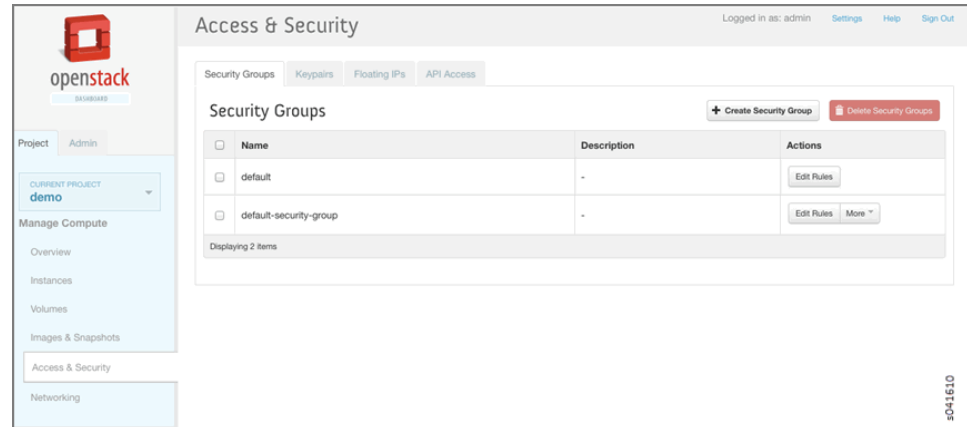 Access & Security
Logged in as: admin Settings Help Sign Out
openstack
DASHBOARD
Project Admin
CURRENT PROJECT
demo
Manage Compute
Overview
Instances
Volumes
Images & Snapshots
Access & Security
Networking
Security Groups Keypairs Floating IPs API Access
Security Groups
+ Create Security Group Delete Security Groups
Name Description Actions
default - Edit Rules
default-security-group - Edit Rules More
Displaying 2 items
s041610